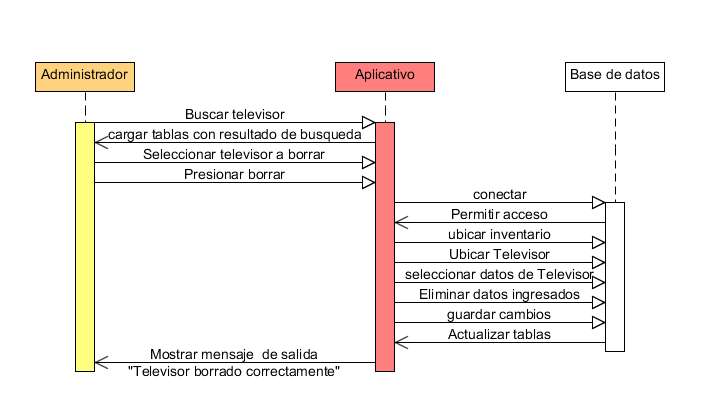 Administrador
Aplicativo
Base de datos
Buscar televisor
cargar tablas con resultado de busqueda
Seleccionar televisor a borrar
Presionar borrar
conectar
Permitir acceso
ubicar inventario
Ubicar Televisor
seleccionar datos de Televisor
Eliminar datos ingresados
guardar cambios
Actualizar tablas
Mostrar mensaje de salida
"Televisor borrado correctamente"